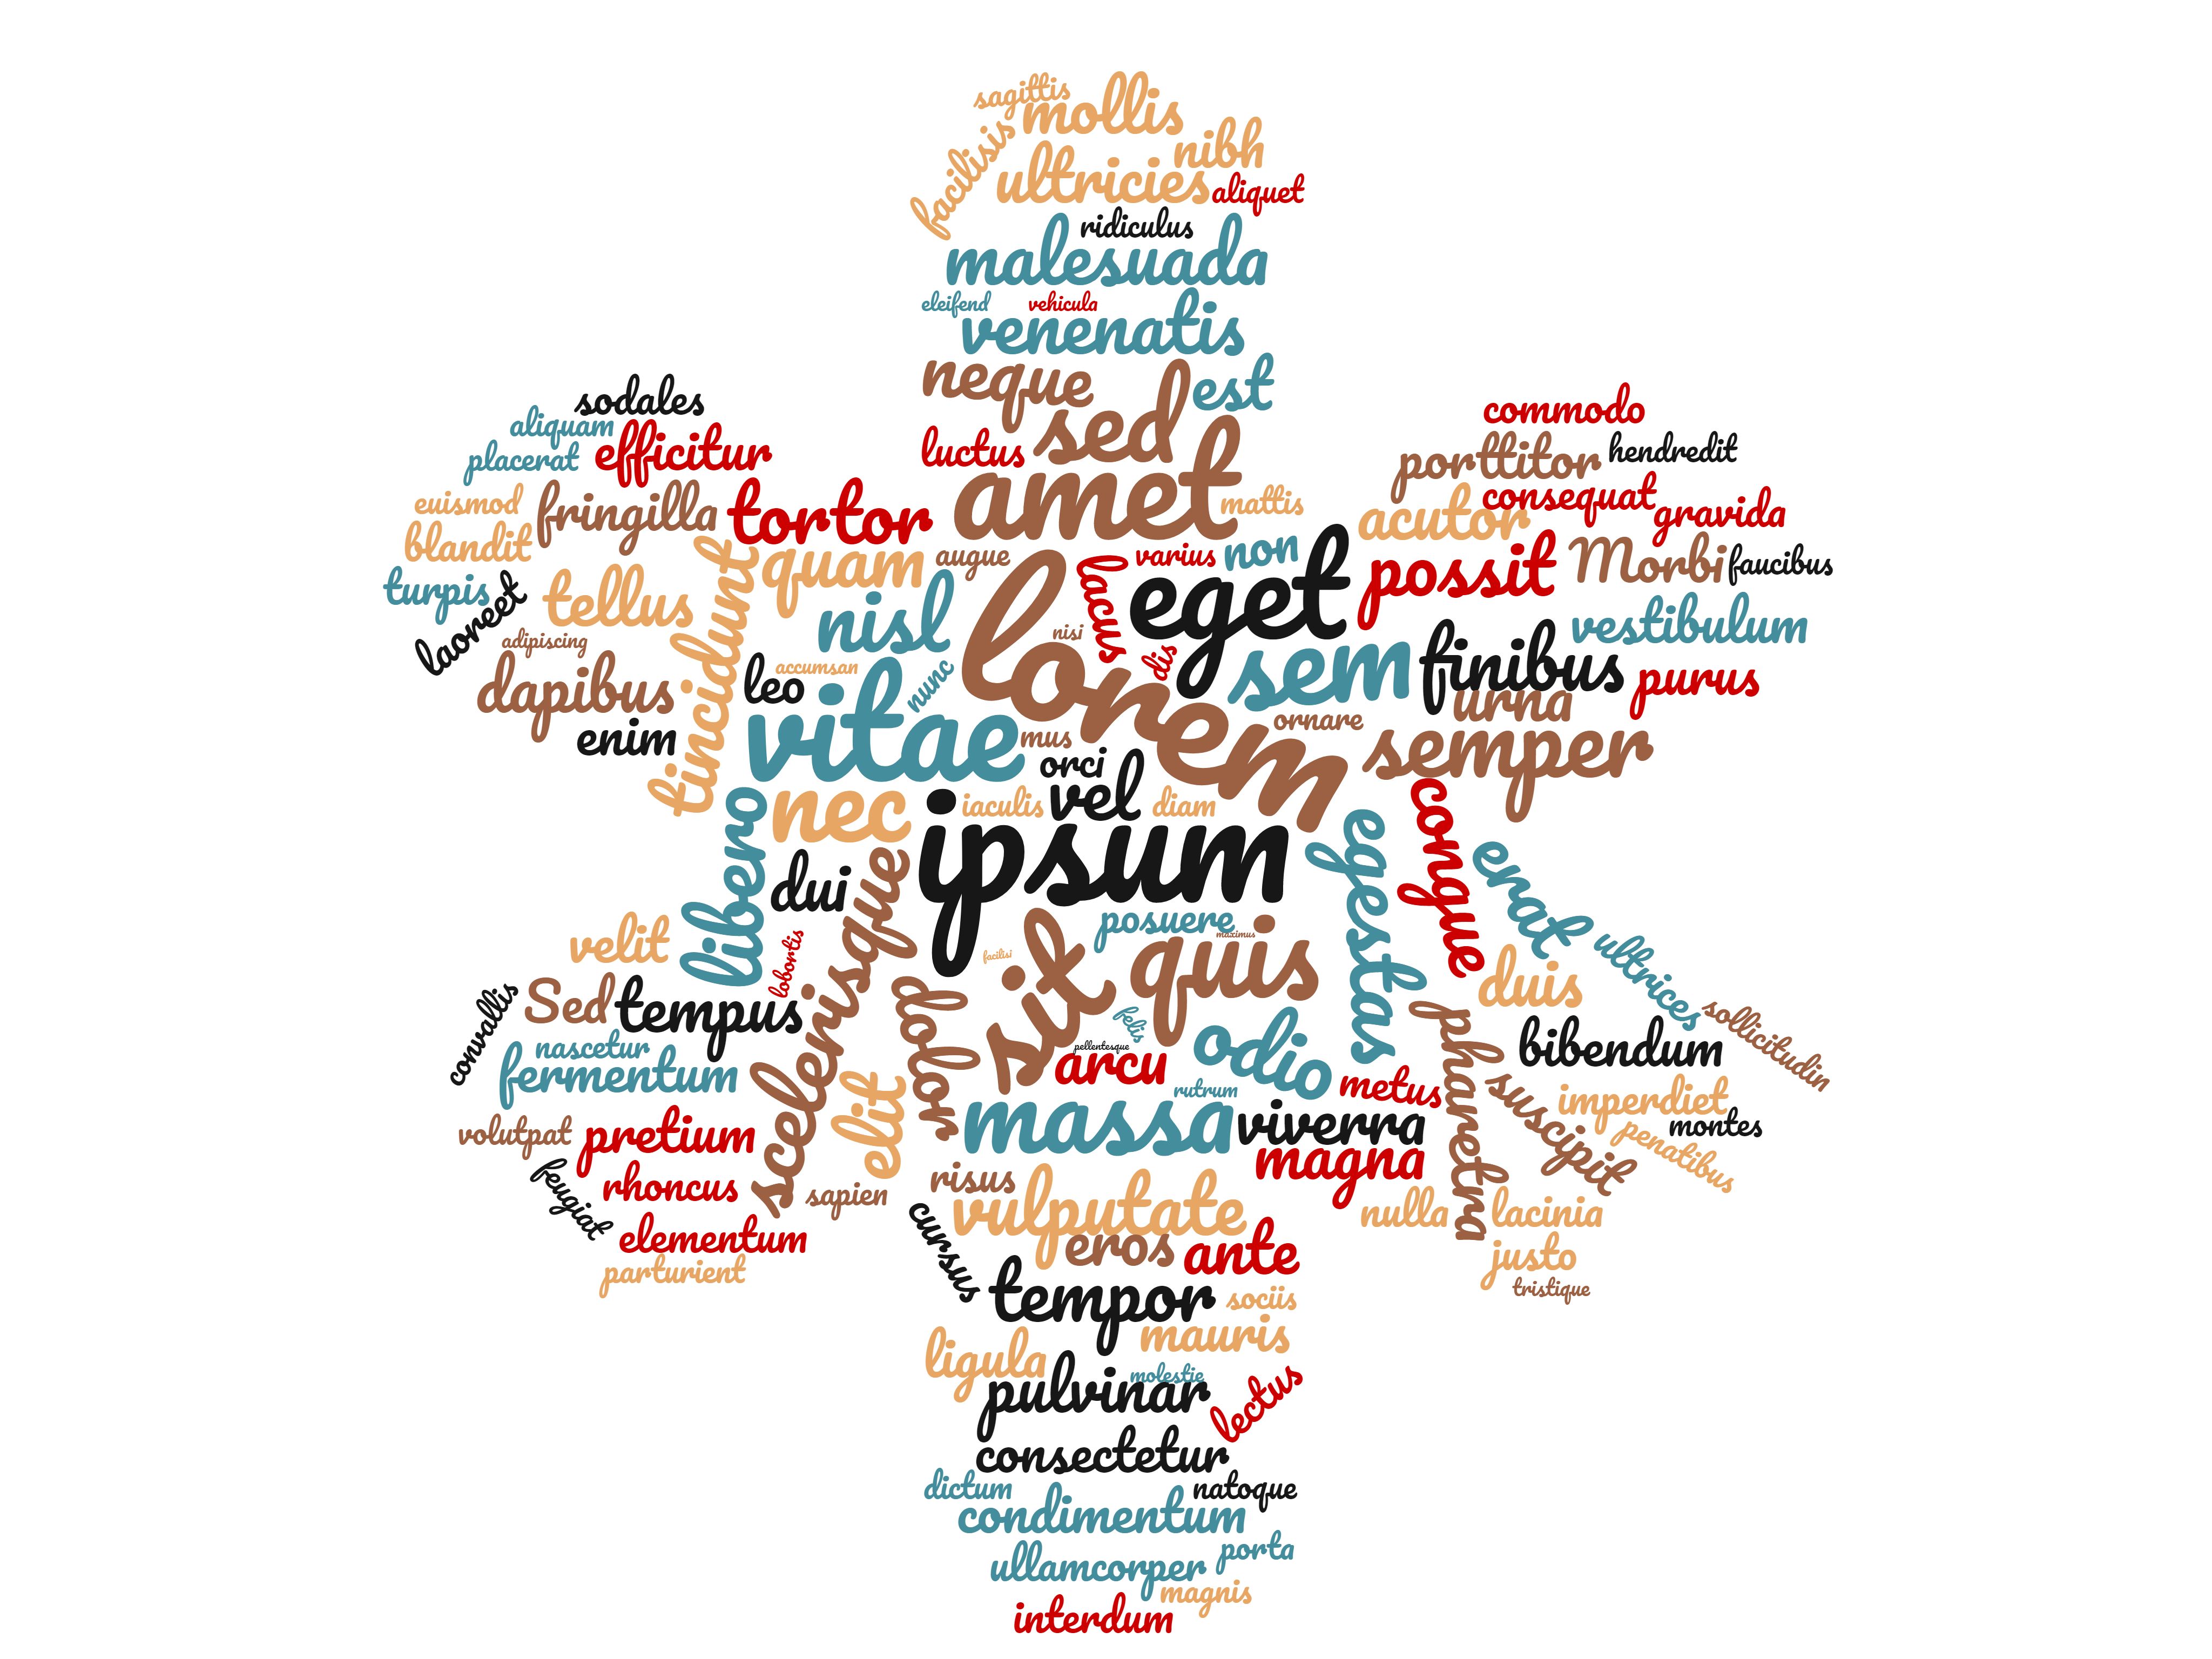 sagittis
mollis
facilisis
nibh
ultricies
aliquet
ridiculus
malesuada
eleifend
vehicula
venenatis
neque
est
sed
luctus
amet
mattis
sodales
aliquam
placerat
efficitur
euismod
fringilla
tortor
blandit
turpis
laoreet
tellus
adipiscing
dapibus
enim
tincidunt
quam
augue
nisl
leo
accumsan
nunc
vitae
commodo
porttitor
hendredit
consequat
acutor
gravida
possit
Morbi
faucibus
vestibulum
finibus
purus
urna
semper
lorem
lacus
varius
non
eget
nisi
dis
sem
ornare
mus
orci
vel
iaculis
diam
nec
libero
dui
ipsum
egestas
congue
erat
ultrices
sollicitudin
duis
bibendum
pharetra
suscipit
imperdiet
montes
penatibus
nulla
lacinia
justo
tristique
velit
lobortis
convallis
Sed
tempus
nascetur
fermentum
volutpat
pretium
feugiat
rhoncus
elementum
parturient
scelerisque
elit
sapien
dolor
facilisi
sit
posuere
maximus
quis
felis
pellentesque
arcu
odio
rutrum
metus
massa
viverra
magna
risus
vulputate
cursus
eros
ante
tempor
sociis
mauris
ligula
molestie
pulvinar
lectus
consectetur
dictum
natoque
condimentum
ullamcorper
porta
magnis
interdum